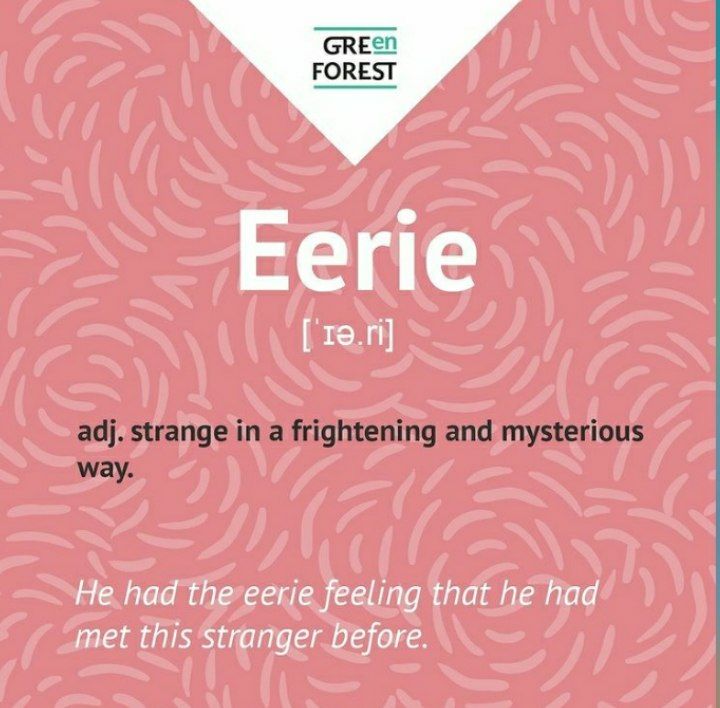 GREen
FOREST
Eerie
[ˈɪə.ri]
adj. strange in a frightening and mysterious
way.
He had the eerie feeling that he had
met this stranger before.